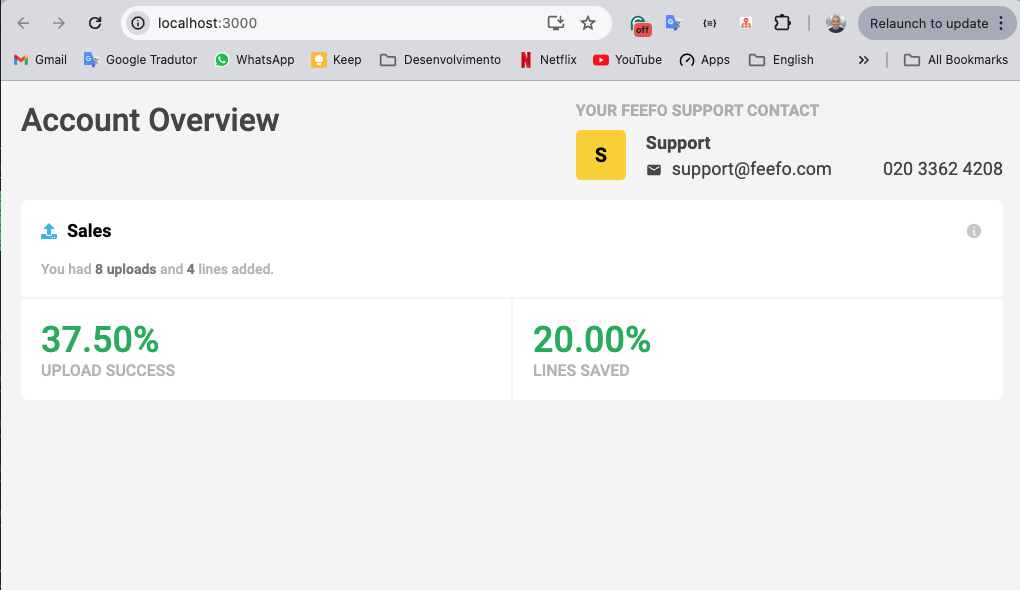 localhost:3000
off
Relaunch to update
Gmail
Google Tradutor
WhatsApp
Keep
Desenvolvimento
Netflix
YouTube
Apps
English
All Bookmarks
Account Overview
YOUR FEEFO SUPPORT CONTACT
S
Support
support@feefo.com
020 3362 4208
Sales
You had 8 uploads and 4 lines added.
37.50%
UPLOAD SUCCESS
20.00%
LINES SAVED